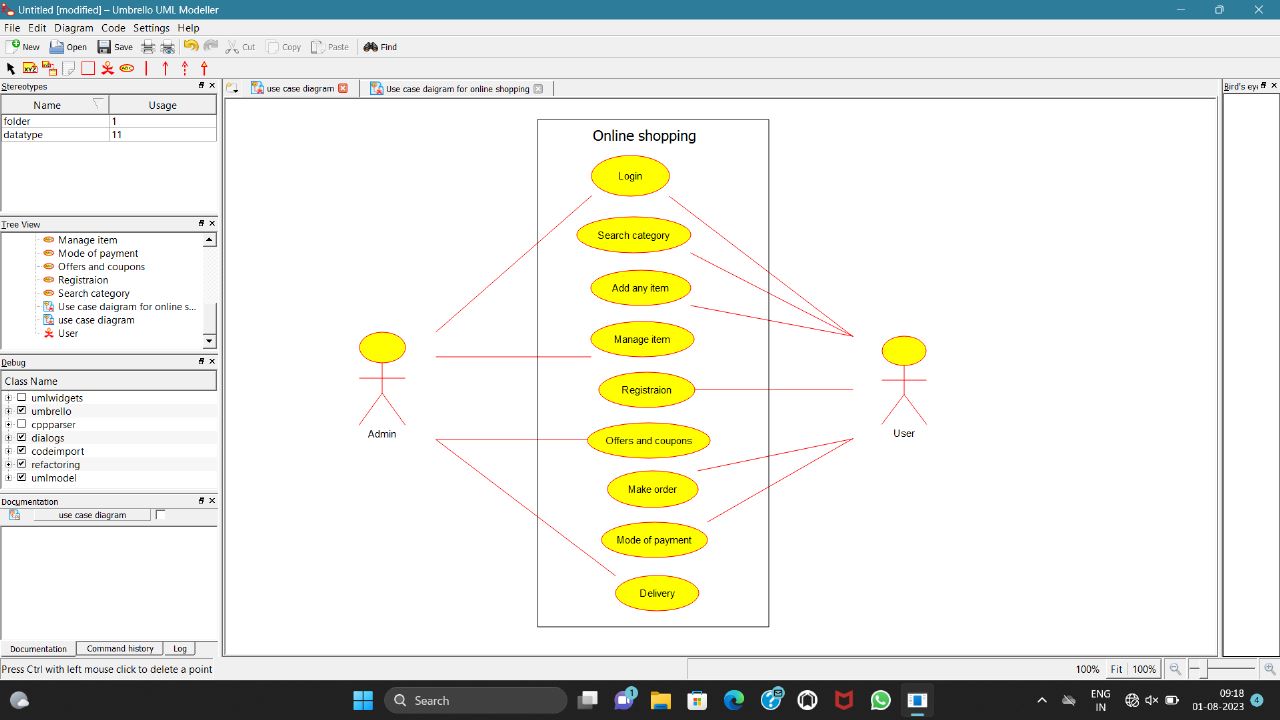 Untitled [modified] – Umbrello UML Modeller
File Edit Diagram Code Settings Help
New Open Save Cut Copy Paste Find
Stereotypes
Name Usage
folder 1
datatype 11
Tree View
Manage item
Mode of payment
Offers and coupons
Registraion
Search category
Use case daigram for online s...
use case diagram
User
Debug
Class Name
umlwidgets
umbrello
cppparser
dialogs
codeimport
refactoring
umlmodel
Documentation
use case diagram
Documentation Command history Log
Press Ctrl with left mouse click to delete a point
use case diagram Use case daigram for online shopping
Online shopping
Login
Search category
Add any item
Manage item
Registraion
Offers and coupons
Make order
Mode of payment
Delivery
Admin
User
Bird's eye
100% Fit 100%
Search
1
ENG
IN
09:18
01-08-2023
4